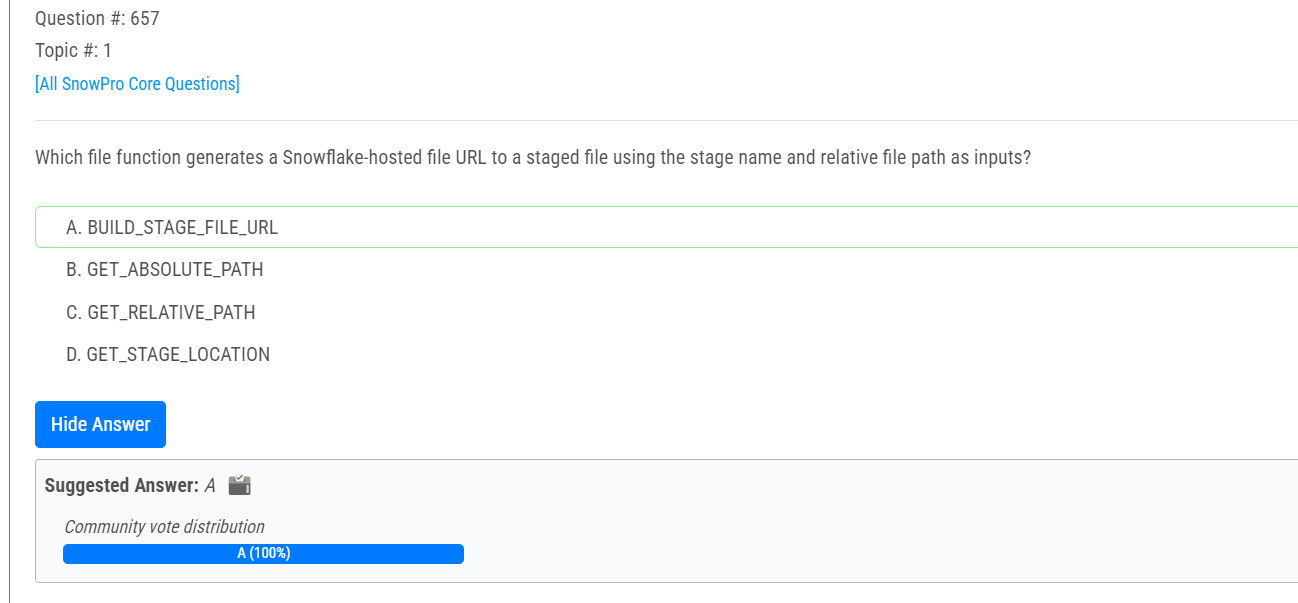 Question #: 657
Topic #: 1
[All SnowPro Core Questions]
Which file function generates a Snowflake-hosted file URL to a staged file using the stage name and relative file path as inputs?
A. BUILD_STAGE_FILE_URL
B. GET_ABSOLUTE_PATH
C. GET_RELATIVE_PATH
D. GET_STAGE_LOCATION
Hide Answer
Suggested Answer: A
Community vote distribution
A (100%)